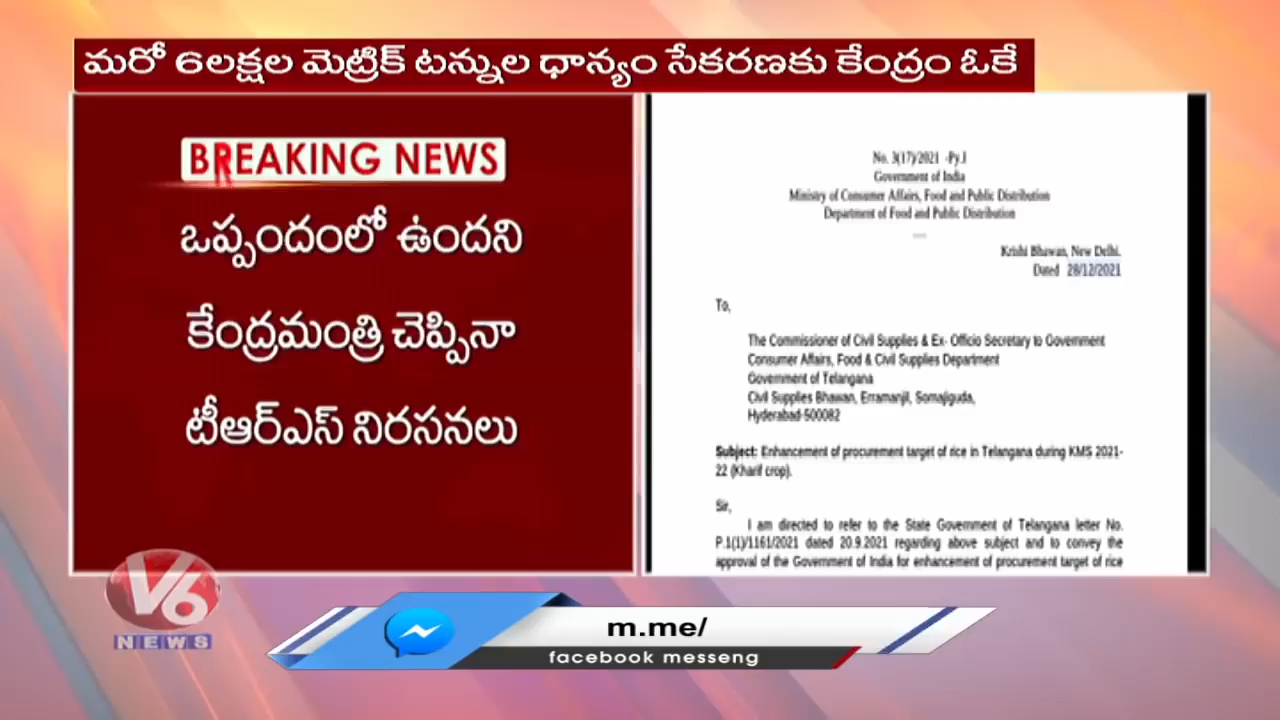 మరో 6లక్షల మెట్రిక్ టన్నుల ధాన్యం సేకరణకు కేంద్రం ఓకే
BREAKING NEWS
ఒప్పందంలో ఉందని
కేంద్రమంత్రి చెప్పినా
టీఆర్ఎస్ నిరసనలు
No. 3(17)/2021 -Py.I
Government of India
Ministry of Consumer Affairs, Food and Public Distribution
Department of Food and Public Distribution
Krishi Bhawan, New Delhi.
Dated 28/12/2021
To,
The Commissioner of Civil Supplies & Ex- Officio Secretary to Government
Consumer Affairs, Food & Civil Supplies Department
Government of Telangana
Civil Supplies Bhawan, Erramanjil, Somajiguda,
Hyderabad-500082
Subject: Enhancement of procurement target of rice in Telangana during KMS 2021-
22 (Kharif crop).
Sir,
I am directed to refer to the State Government of Telangana letter No.
P.1(1)/1161/2021 dated 20.9.2021 regarding above subject and to convey the
approval of the Government of India for enhancement of procurement target of rice
V6
NEWS
m.me/
facebook messeng